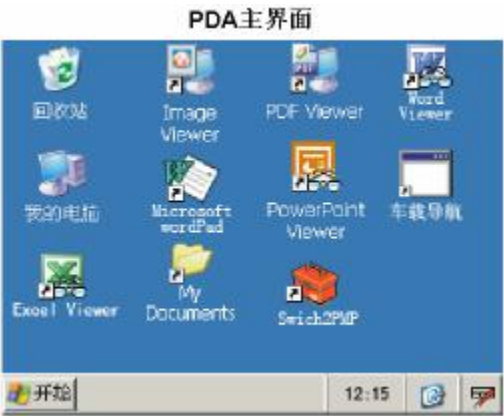 PDA主界面
回收站
Image
Viewer
PDF Viewer
Word
Viewer
我的电脑
Microsoft
wordPad
PowerPoint
Viewer
车载导航
Excel Viewer
My
Documents
Swich2PMP
开始
12:15